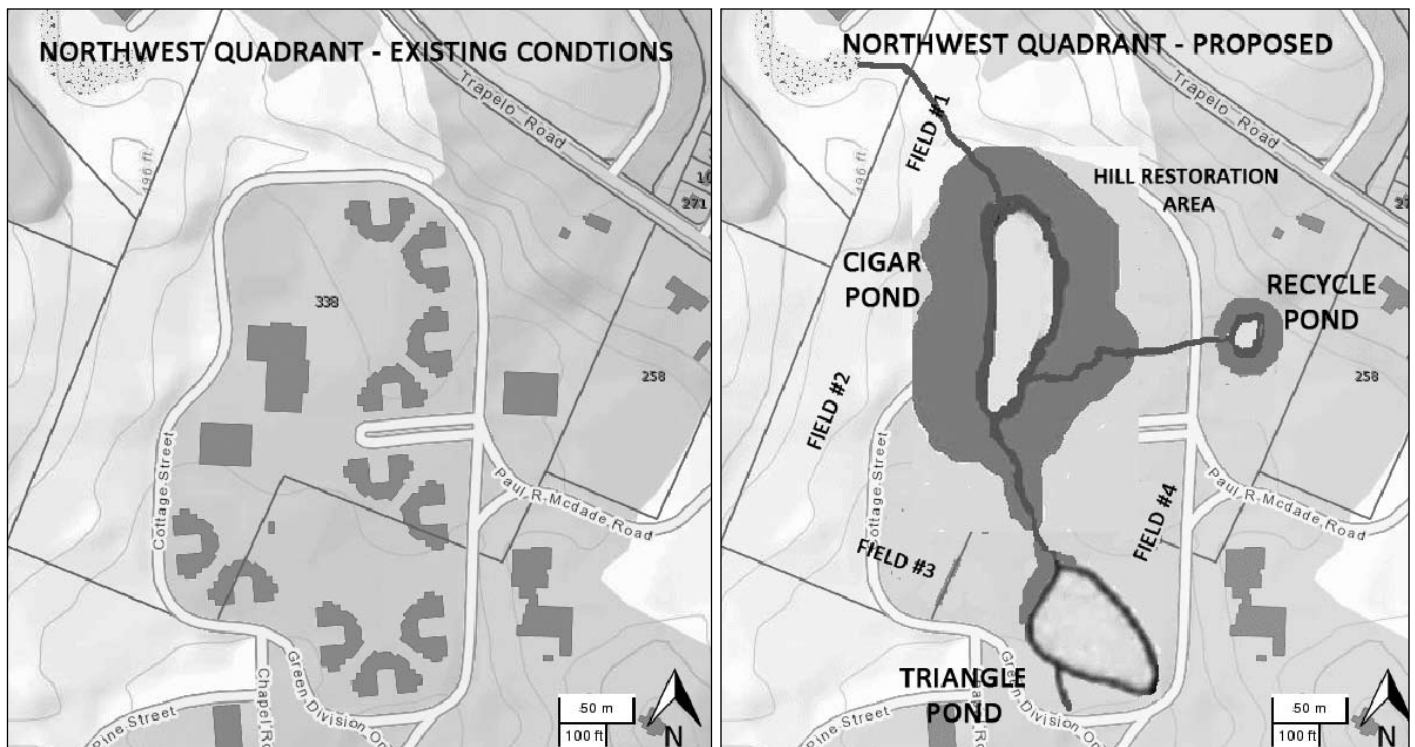 NORTHWEST QUADRANT - EXISTING CONDTIONS
Trapelo Road
196 ft.
271
338
258
Cottage Street
Paul R Mcdade Road
Green Division
Chapel
Pine Street
50 m
100 ft
N
NORTHWEST QUADRANT - PROPOSED
Trapelo Road
FIELD #1
196 ft.
HILL RESTORATION
AREA
CIGAR
POND
RECYCLE
POND
258
FIELD #2
Cottage Street
Paul R Mcdade Road
FIELD #4
FIELD #3
TRIANGLE
POND
Green Division
Pine Street
50 m
100 ft
N